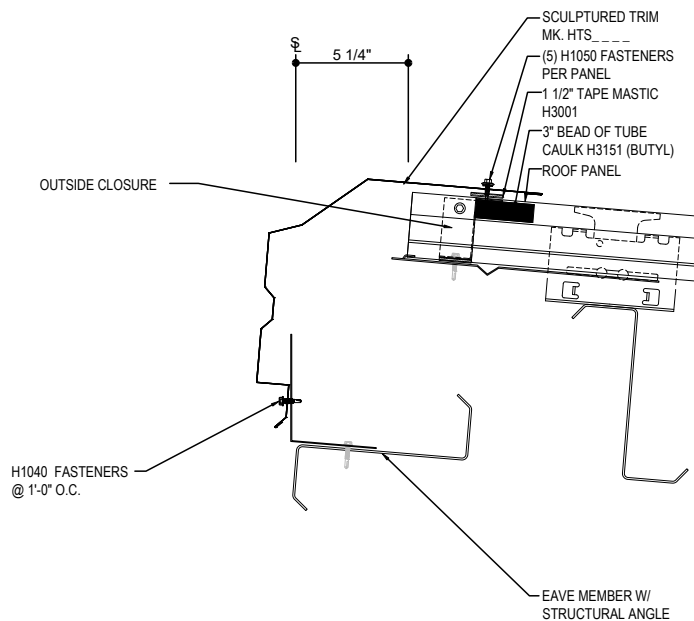 SCULPTURED TRIM
MK. HTS_ _ _ _
(5) H1050 FASTENERS
PER PANEL
1 1/2" TAPE MASTIC
H3001
3" BEAD OF TUBE
CAULK H3151 (BUTYL)
ROOF PANEL
SL
5 1/4"
OUTSIDE CLOSURE
H1040 FASTENERS
@ 1'-0" O.C.
EAVE MEMBER W/
STRUCTURAL ANGLE